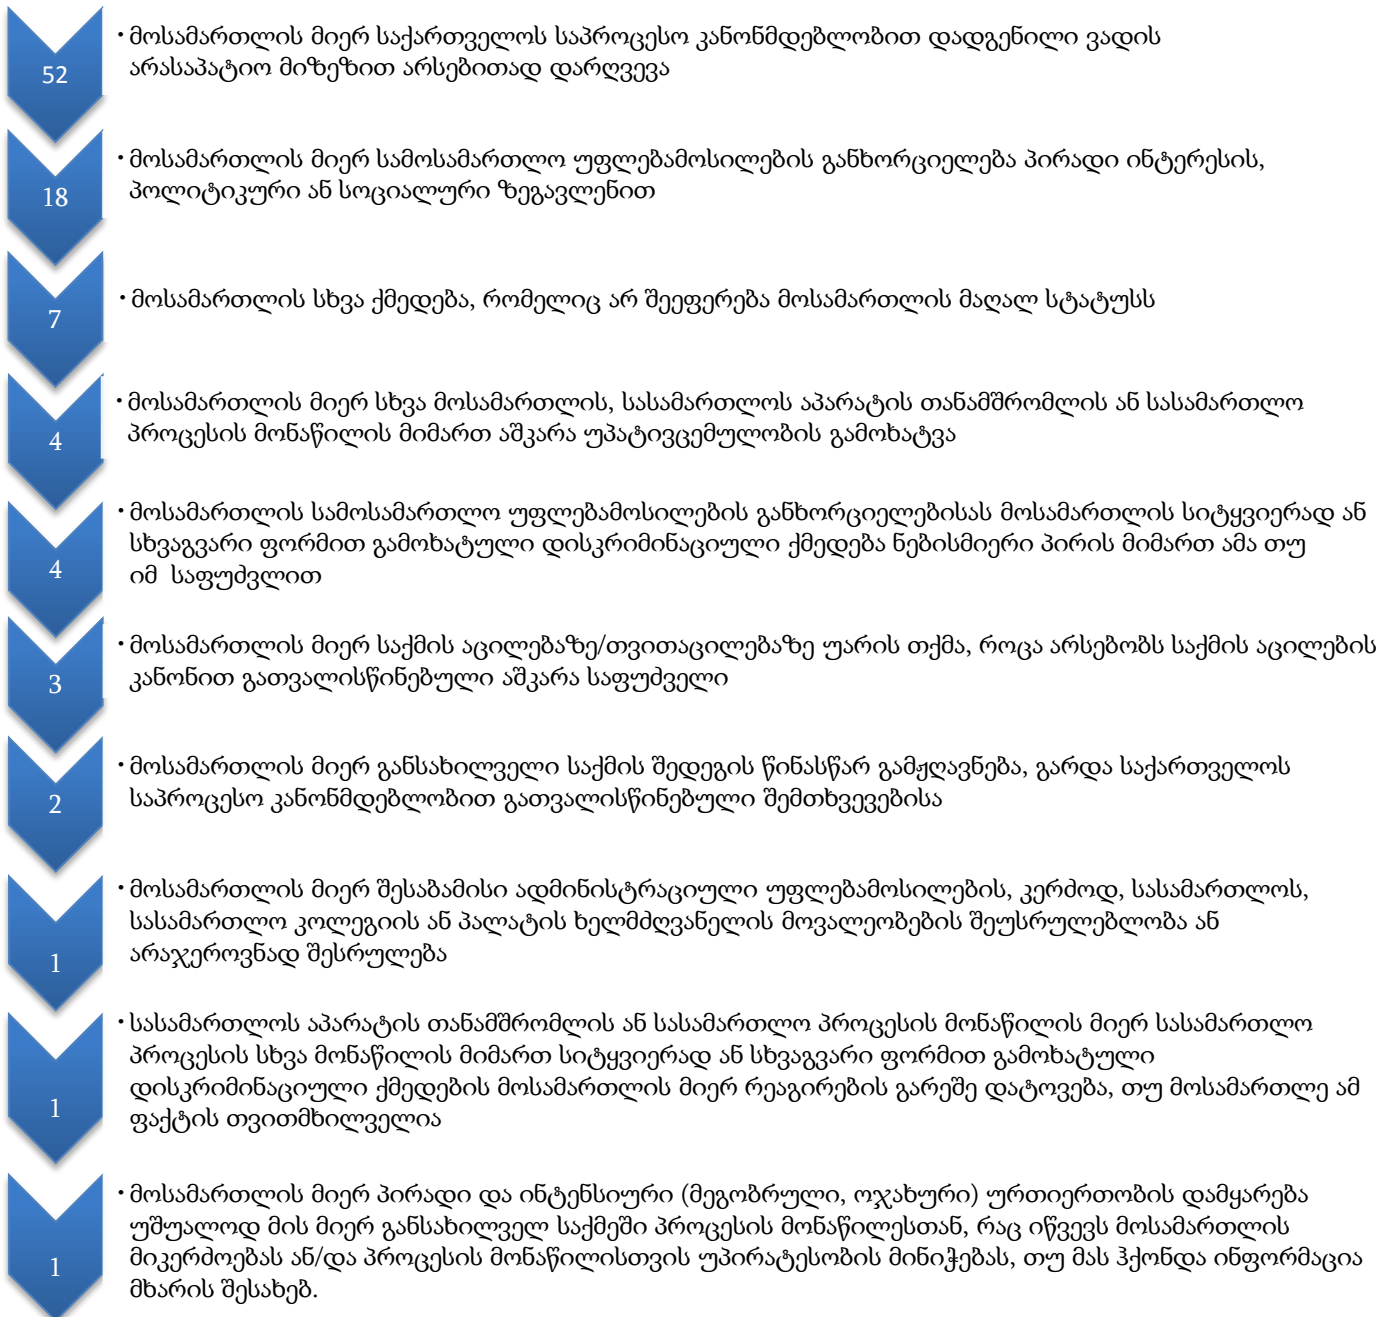 52
• მოსამართლის მიერ საქართველოს საპროცესო კანონმდებლობით დადგენილი ვადის
არასაპატიო მიზეზით არსებითად დარღვევა
18
• მოსამართლის მიერ სამოსამართლო უფლებამოსილების განხორციელება პირადი ინტერესის,
პოლიტიკური ან სოციალური ზეგავლენით
7
• მოსამართლის სხვა ქმედება, რომელიც არ შეეფერება მოსამართლის მაღალ სტატუსს
4
• მოსამართლის მიერ სხვა მოსამართლის, სასამართლოს აპარატის თანამშრომლის ან სასამართლო
პროცესის მონაწილის მიმართ აშკარა უპატივცემულობის გამოხატვა
4
• მოსამართლის სამოსამართლო უფლებამოსილების განხორციელებისას მოსამართლის სიტყვიერად ან
სხვაგვარი ფორმით გამოხატული დისკრიმინაციული ქმედება ნებისმიერი პირის მიმართ ამა თუ
იმ საფუძვლით
3
• მოსამართლის მიერ საქმის აცილებაზე/თვითაცილებაზე უარის თქმა, როცა არსებობს საქმის აცილების
კანონით გათვალისწინებული აშკარა საფუძველი
2
• მოსამართლის მიერ განსახილველი საქმის შედეგის წინასწარ გამჟღავნება, გარდა საქართველოს
საპროცესო კანონმდებლობით გათვალისწინებული შემთხვევებისა
1
• მოსამართლის მიერ შესაბამისი ადმინისტრაციული უფლებამოსილების, კერძოდ, სასამართლოს,
სასამართლო კოლეგიის ან პალატის ხელმძღვანელის მოვალეობების შეუსრულებლობა ან
არაჯეროვნად შესრულება
1
• სასამართლოს აპარატის თანამშრომლის ან სასამართლო პროცესის მონაწილის მიერ სასამართლო
პროცესის სხვა მონაწილის მიმართ სიტყვიერად ან სხვაგვარი ფორმით გამოხატული
დისკრიმინაციული ქმედების მოსამართლის მიერ რეაგირების გარეშე დატოვება, თუ მოსამართლე ამ
ფაქტის თვითმხილველია
1
• მოსამართლის მიერ პირადი და ინტენსიური (მეგობრული, ოჯახური) ურთიერთობის დამყარება
უშუალოდ მის მიერ განსახილველ საქმეში პროცესის მონაწილესთან, რაც იწვევს მოსამართლის
მიკერძოებას ან/და პროცესის მონაწილისთვის უპირატესობის მინიჭებას, თუ მას ჰქონდა ინფორმაცია
მხარის შესახებ.